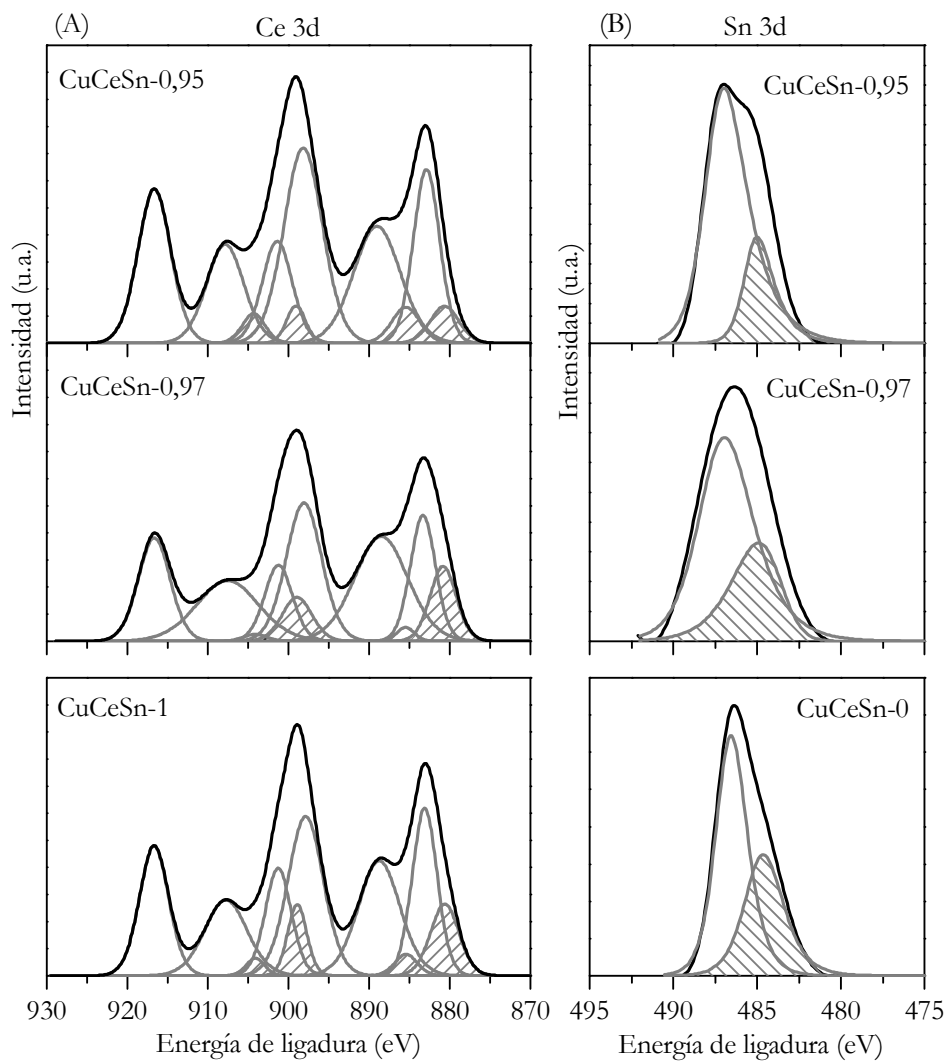 (A) Ce 3d
(B) Sn 3d
CuCeSn-0,95
CuCeSn-0,95
Intensidad (u.a.)
Intensidad (u.a.)
CuCeSn-0,97
CuCeSn-0,97
CuCeSn-1
CuCeSn-0
930 920 910 900 890 880 870
495 490 485 480 475
Energía de ligadura (eV)
Energía de ligadura (eV)